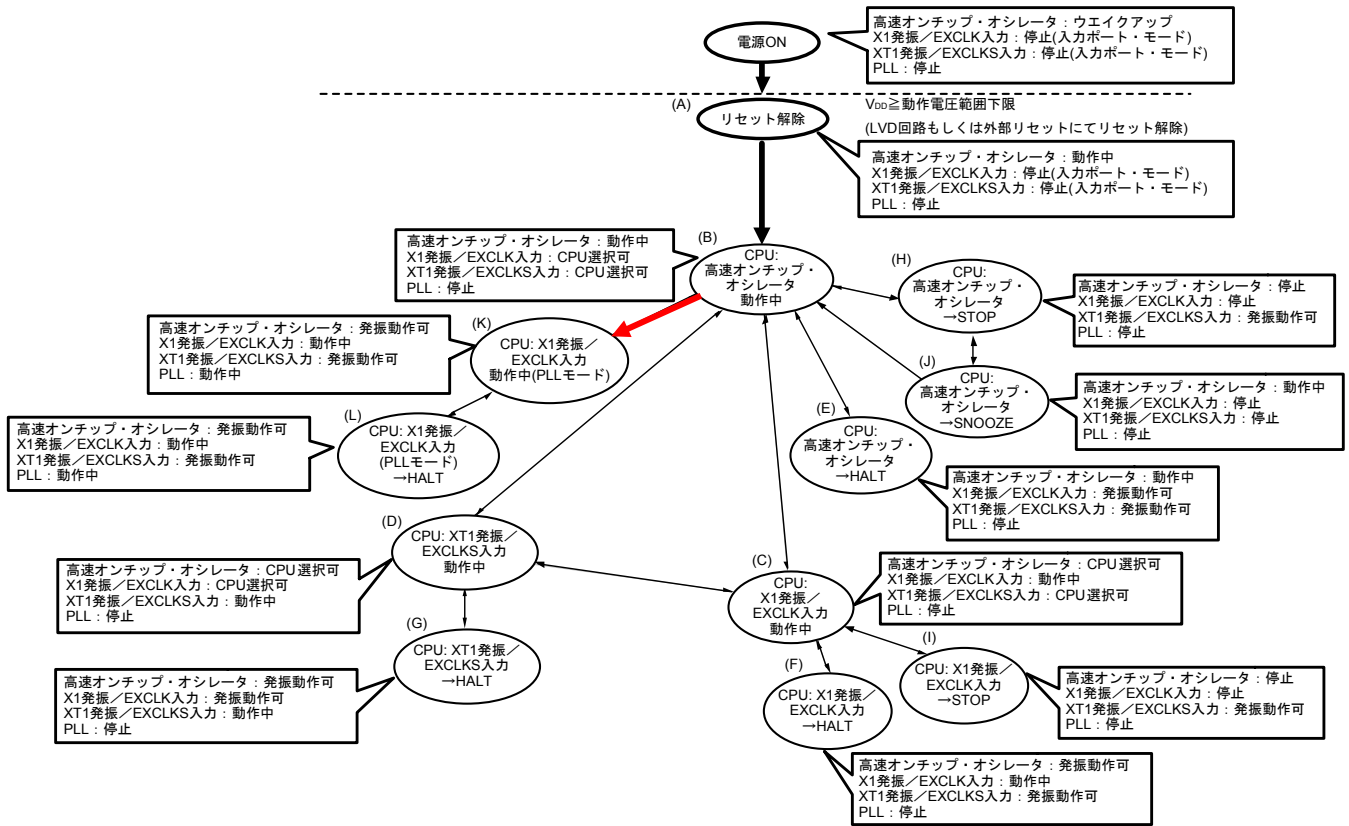 電源ON
高速オンチップ・オシレータ：ウエイクアップ
X1発振／EXCLK入力：停止(入力ポート・モード)
XT1発振／EXCLKS入力：停止(入力ポート・モード)
PLL：停止
(A)
リセット解除
VDD≧動作電圧範囲下限
(LVD回路もしくは外部リセットにてリセット解除)
高速オンチップ・オシレータ：動作中
X1発振／EXCLK入力：停止(入力ポート・モード)
XT1発振／EXCLKS入力：停止(入力ポート・モード)
PLL：停止
高速オンチップ・オシレータ：動作中
X1発振／EXCLK入力：CPU選択可
XT1発振／EXCLKS入力：CPU選択可
PLL：停止
(B)
CPU:
高速オンチップ・
オシレータ
動作中
(H)
CPU:
高速オンチップ・
オシレータ
→STOP
高速オンチップ・オシレータ：停止
X1発振／EXCLK入力：停止
XT1発振／EXCLKS入力：発振動作可
PLL：停止
高速オンチップ・オシレータ：発振動作可
X1発振／EXCLK入力：動作中
XT1発振／EXCLKS入力：発振動作可
PLL：動作中
(K)
CPU: X1発振／
EXCLK入力
動作中(PLLモード)
(J)
CPU:
高速オンチップ・
オシレータ
→SNOOZE
高速オンチップ・オシレータ：動作中
X1発振／EXCLK入力：停止
XT1発振／EXCLKS入力：停止
PLL：停止
高速オンチップ・オシレータ：発振動作可
X1発振／EXCLK入力：動作中
XT1発振／EXCLKS入力：発振動作可
PLL：動作中
(L)
CPU: X1発振／
EXCLK入力
(PLLモード)
→HALT
(E)
CPU:
高速オンチップ・
オシレータ
→HALT
高速オンチップ・オシレータ：動作中
X1発振／EXCLK入力：発振動作可
XT1発振／EXCLKS入力：発振動作可
PLL：停止
(D)
CPU: XT1発振／
EXCLKS入力
動作中
高速オンチップ・オシレータ：CPU選択可
X1発振／EXCLK入力：CPU選択可
XT1発振／EXCLKS入力：動作中
PLL：停止
(C)
CPU:
X1発振／
EXCLK入力
動作中
高速オンチップ・オシレータ：CPU選択可
X1発振／EXCLK入力：動作中
XT1発振／EXCLKS入力：CPU選択可
PLL：停止
(G)
CPU: XT1発振／
EXCLKS入力
→HALT
高速オンチップ・オシレータ：発振動作可
X1発振／EXCLK入力：発振動作可
XT1発振／EXCLKS入力：動作中
PLL：停止
(F)
CPU: X1発振／
EXCLK入力
→HALT
(I)
CPU: X1発振／
EXCLK入力
→STOP
高速オンチップ・オシレータ：停止
X1発振／EXCLK入力：停止
XT1発振／EXCLKS入力：発振動作可
PLL：停止
高速オンチップ・オシレータ：発振動作可
X1発振／EXCLK入力：動作中
XT1発振／EXCLKS入力：発振動作可
PLL：停止